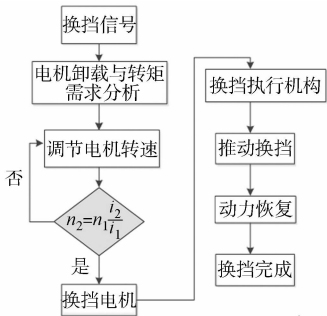 换挡信号
电机卸载与转矩
需求分析
调节电机转速
否
n₂=n₁i₂/i₁
是
换挡电机
换挡执行机构
推动换挡
动力恢复
换挡完成